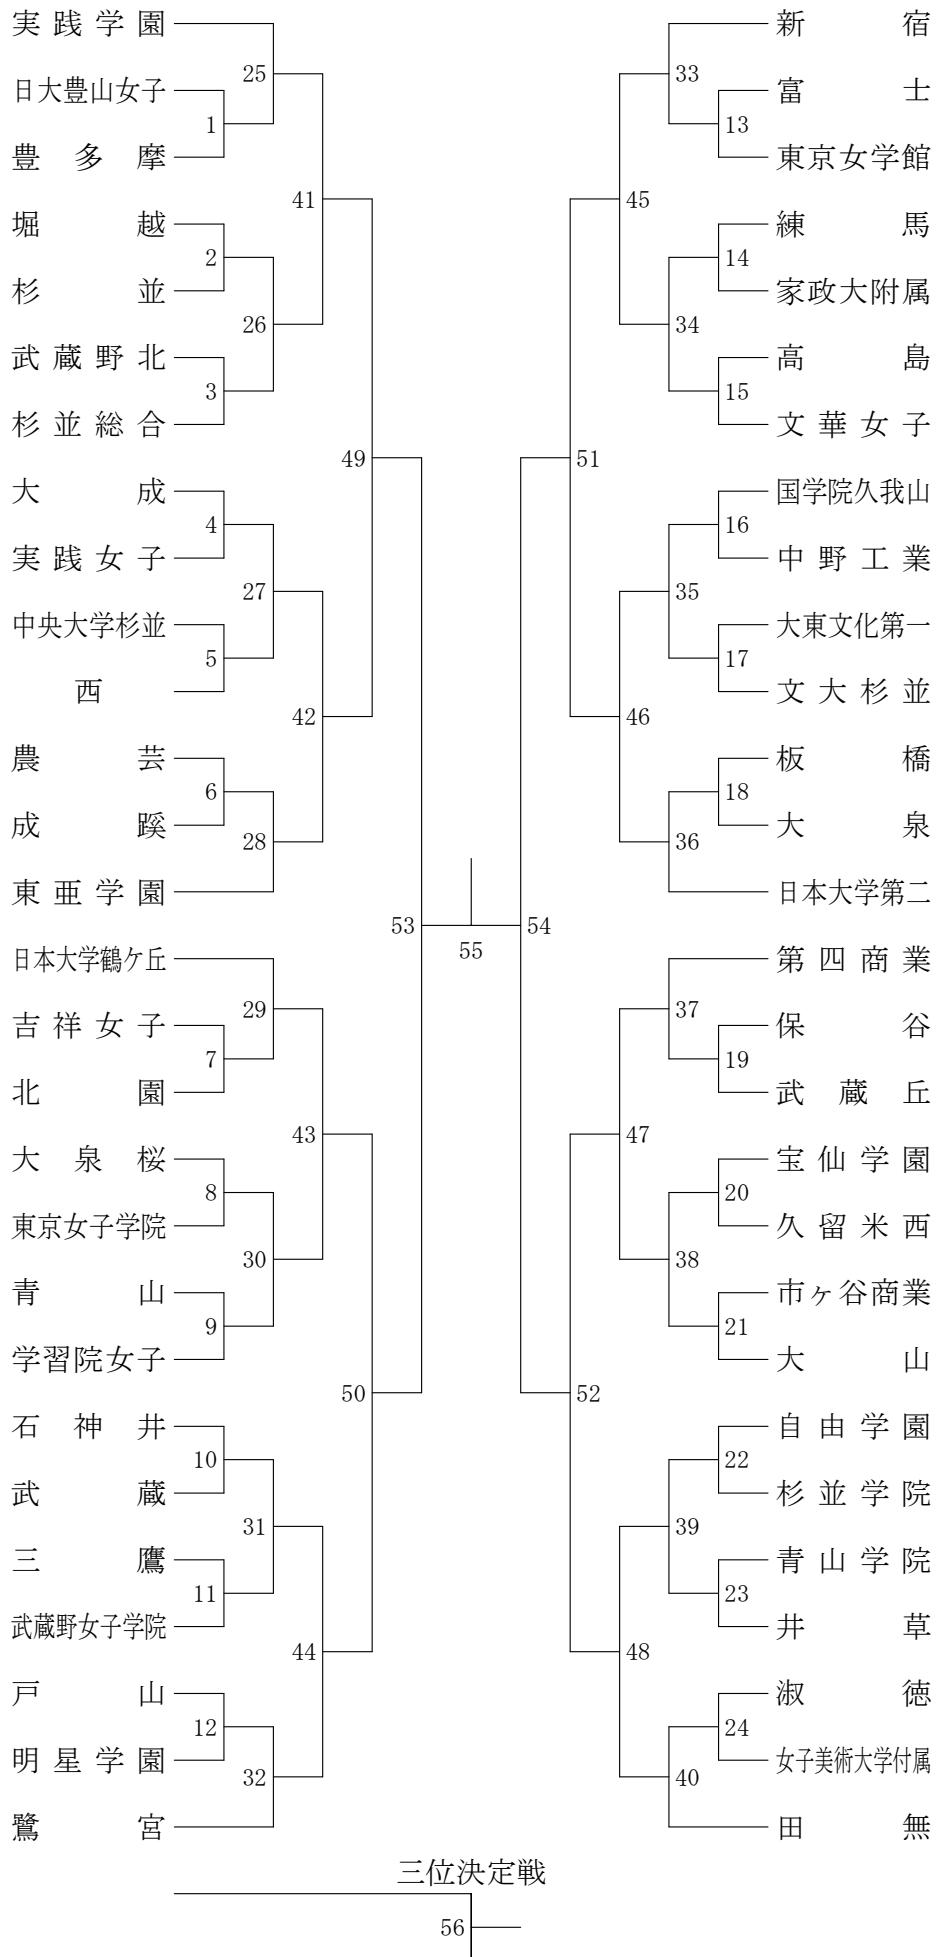 実践学園
日大豊山女子
豊多摩
堀越
杉並
武蔵野北
杉並総合
大成
実践女子
中央大学杉並
西
農芸
成蹊
東亜学園
日本大学鶴ケ丘
吉祥女子
北園
大泉桜
東京女子学院
青山
学習院女子
石神井
武蔵
三鷹
武蔵野女子学院
戸山
明星学園
鷺宮
1
2
3
4
5
6
7
8
9
10
11
12
25
26
27
28
29
30
31
32
41
42
43
44
49
50
53
55
54
51
52
45
46
47
48
33
34
35
36
37
38
39
40
13
14
15
16
17
18
19
20
21
22
23
24
新宿
富士
東京女学館
練馬
家政大附属
高島
文華女子
国学院久我山
中野工業
大東文化第一
文大杉並
板橋
大泉
日本大学第二
第四商業
保谷
武蔵丘
宝仙学園
久留米西
市ヶ谷商業
大山
自由学園
杉並学院
青山学院
井草
淑徳
女子美術大学付属
田無
三位決定戦
56